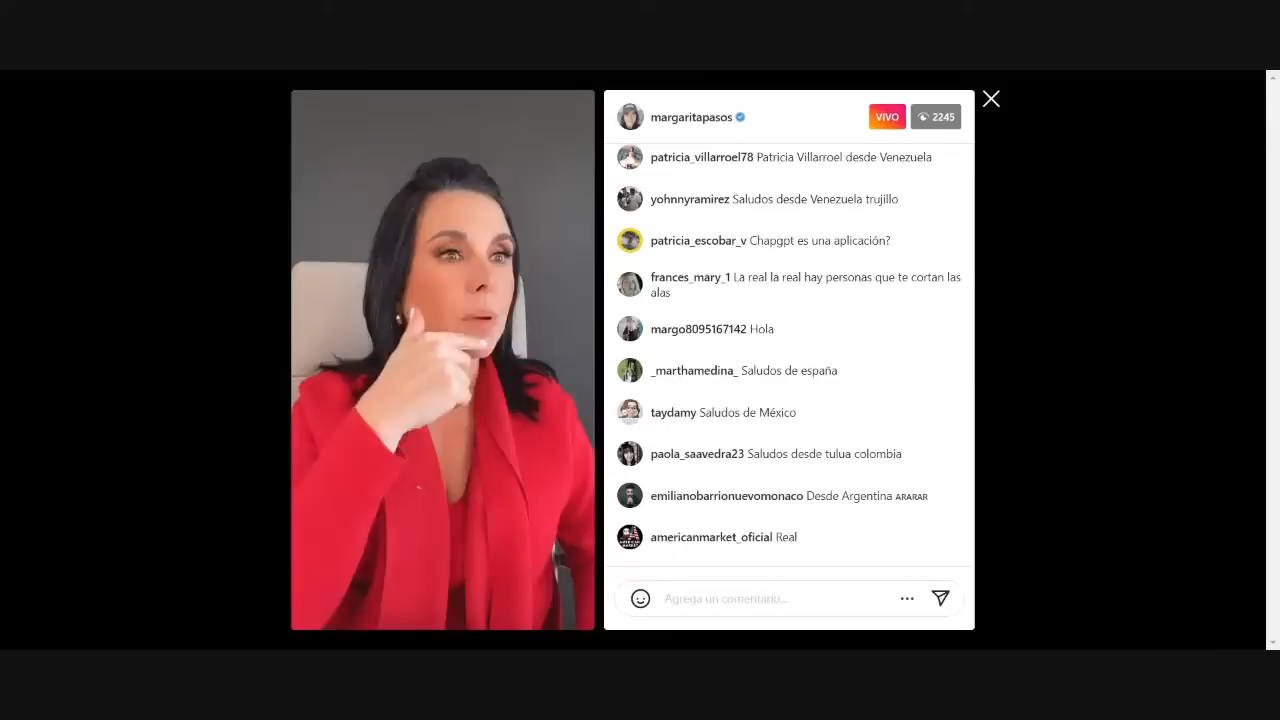 margaritapasos
VIVO
2245
patricia_villarroel78 Patricia Villarroel desde Venezuela
yohnnyramirez Saludos desde Venezuela trujillo
patricia_escobar_v Chapgpt es una aplicación?
frances_mary_1 La real la real hay personas que te cortan las
alas
margo8095167142 Hola
_marthamedina_ Saludos de españa
taydamy Saludos de México
paola_saavedra23 Saludos desde tulua colombia
emilianobarrionuevomonaco Desde Argentina ARARAR
americanmarket_oficial Real
Agrega un comentario...